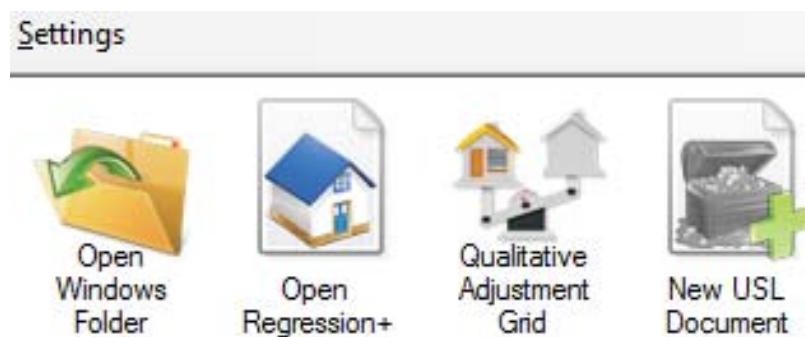 Settings
Open
Windows
Folder
Open
Regression+
Qualitative
Adjustment
Grid
New USL
Document